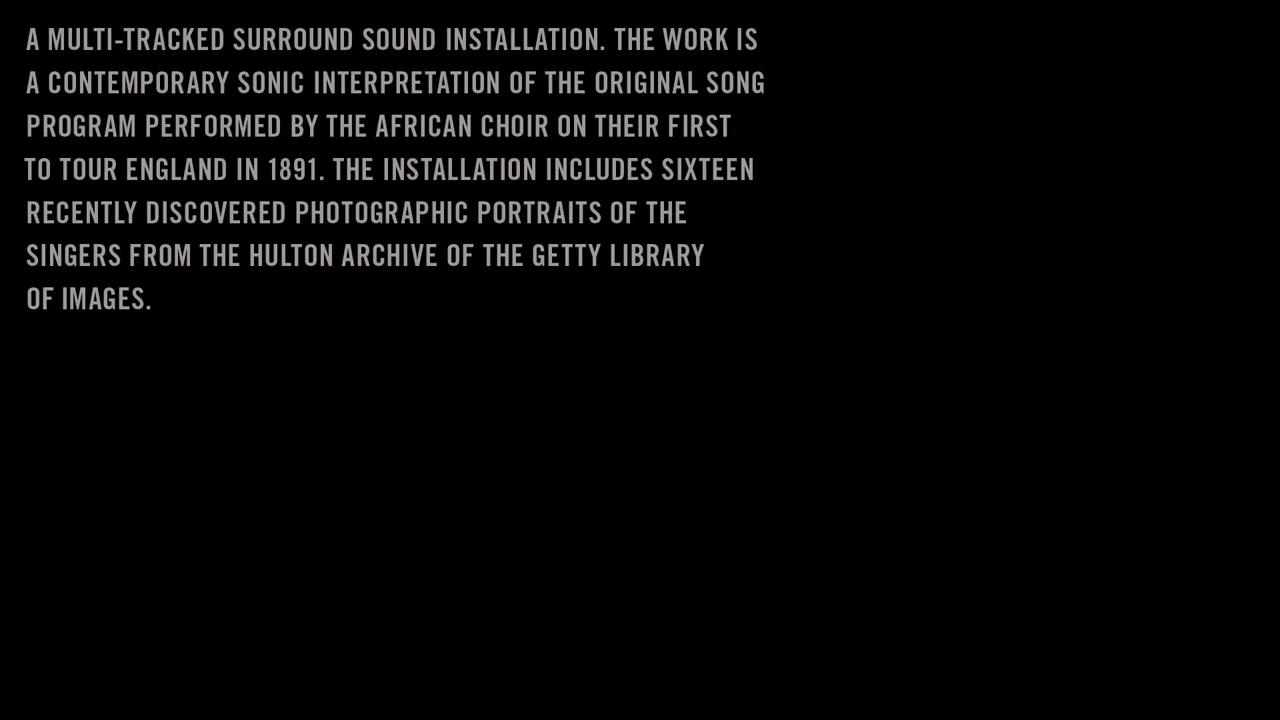 A MULTI-TRACKED SURROUND SOUND INSTALLATION. THE WORK IS
A CONTEMPORARY SONIC INTERPRETATION OF THE ORIGINAL SONG
PROGRAM PERFORMED BY THE AFRICAN CHOIR ON THEIR FIRST
TO TOUR ENGLAND IN 1891. THE INSTALLATION INCLUDES SIXTEEN
RECENTLY DISCOVERED PHOTOGRAPHIC PORTRAITS OF THE
SINGERS FROM THE HULTON ARCHIVE OF THE GETTY LIBRARY
OF IMAGES.